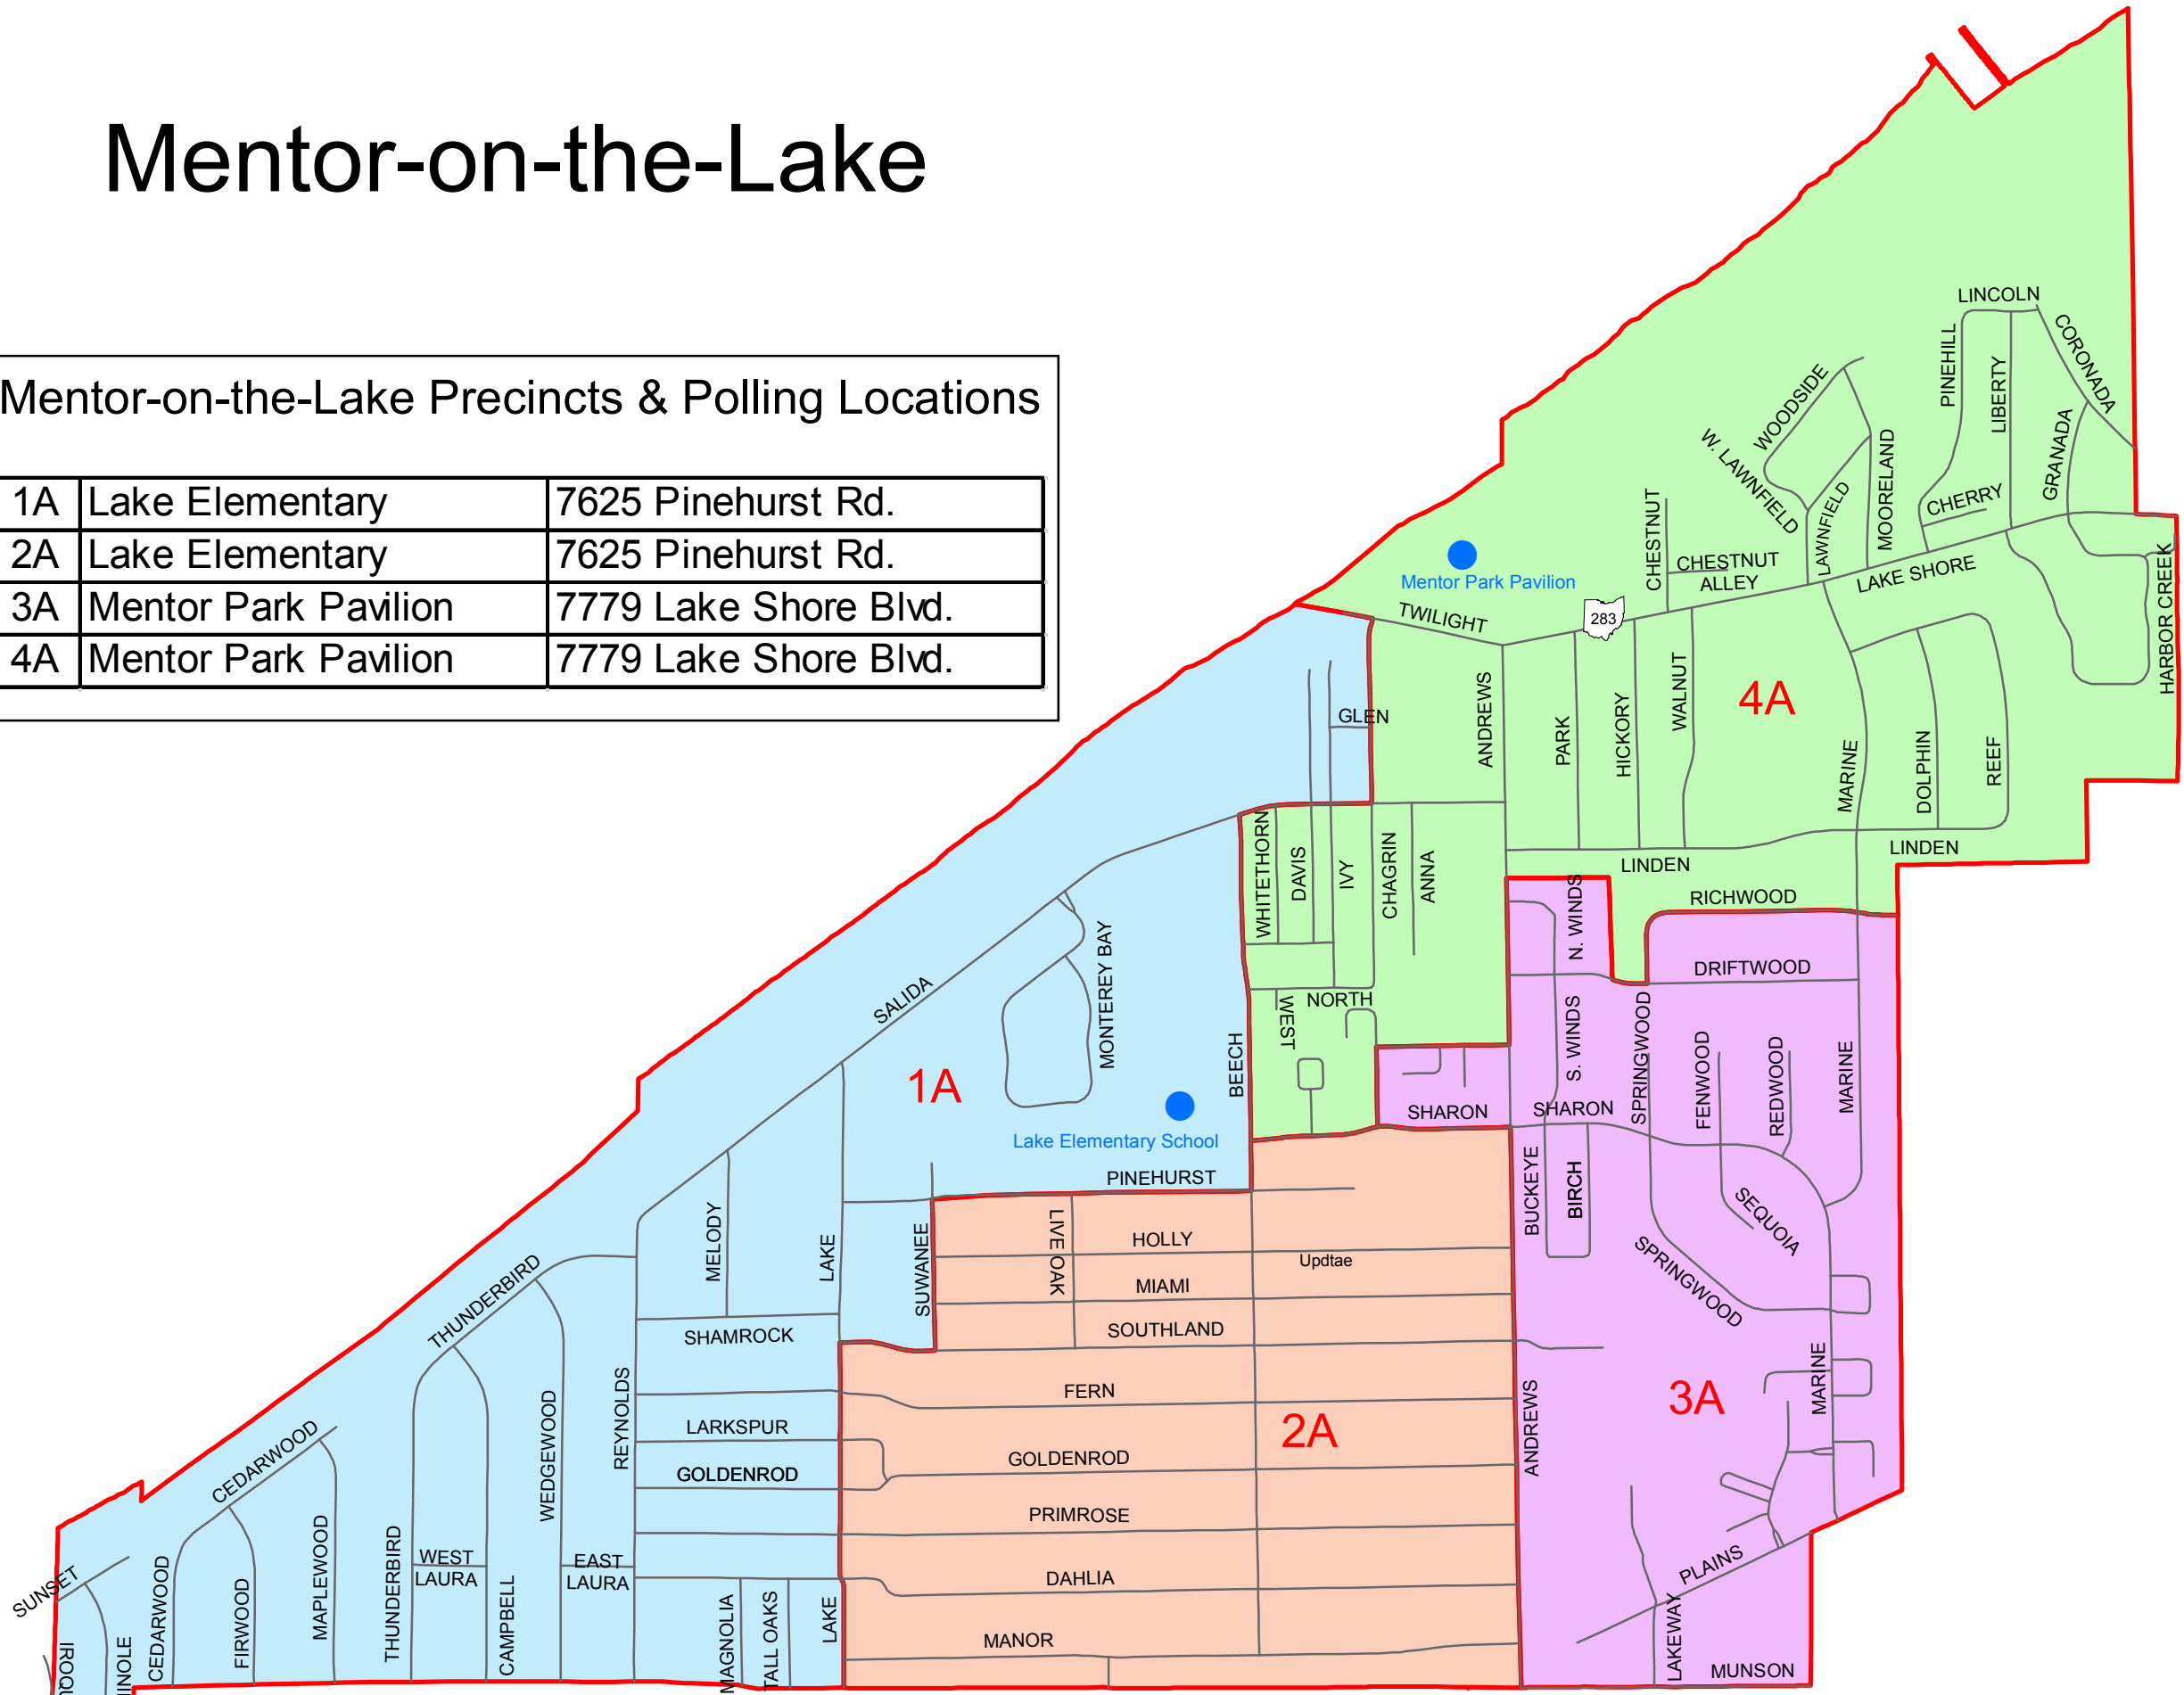 Mentor-on-the-Lake
Mentor-on-the-Lake Precincts & Polling Locations
1A Lake Elementary 7625 Pinehurst Rd.
2A Lake Elementary 7625 Pinehurst Rd.
3A Mentor Park Pavilion 7779 Lake Shore Blvd.
4A Mentor Park Pavilion 7779 Lake Shore Blvd.
LINCOLN
CORONADA
PINEHILL
LIBERTY
GRANADA
WOODSIDE
W. LAWNFIELD
LAWNFIELD
MOORELAND
CHERRY
CHESTNUT
CHESTNUT
ALLEY
LAKE SHORE
HARBOR CREEK
Mentor Park Pavilion
TWILIGHT
283
GLEN
ANDREWS
PARK
HICKORY
WALNUT
4A
MARINE
DOLPHIN
REEF
WHITETHORN
DAVIS
IVY
CHAGRIN
ANNA
LINDEN
LINDEN
RICHWOOD
N. WINDS
DRIFTWOOD
MONTEREY BAY
SALIDA
WEST
NORTH
BEECH
S. WINDS
SPRINGWOOD
FENWOOD
REDWOOD
MARINE
1A
Lake Elementary School
SHARON
SHARON
PINEHURST
BUCKEYE
BIRCH
SEQUOIA
SPRINGWOOD
MELODY
LAKE
SUWANEE
LIVE OAK
HOLLY
Updtae
MIAMI
SOUTHLAND
THUNDERBIRD
SHAMROCK
REYNOLDS
FERN
2A
ANDREWS
3A
MARINE
WEDGEWOOD
LARKSPUR
GOLDENROD
GOLDENROD
CEDARWOOD
PRIMROSE
MAPLEWOOD
THUNDERBIRD
WEST
LAURA
EAST
LAURA
DAHLIA
PLAINS
SUNSET
CEDARWOOD
FIRWOOD
CAMPBELL
MAGNOLIA
TALL OAKS
LAKE
MANOR
LAKEWAY
MUNSON
IROQU
INOLE